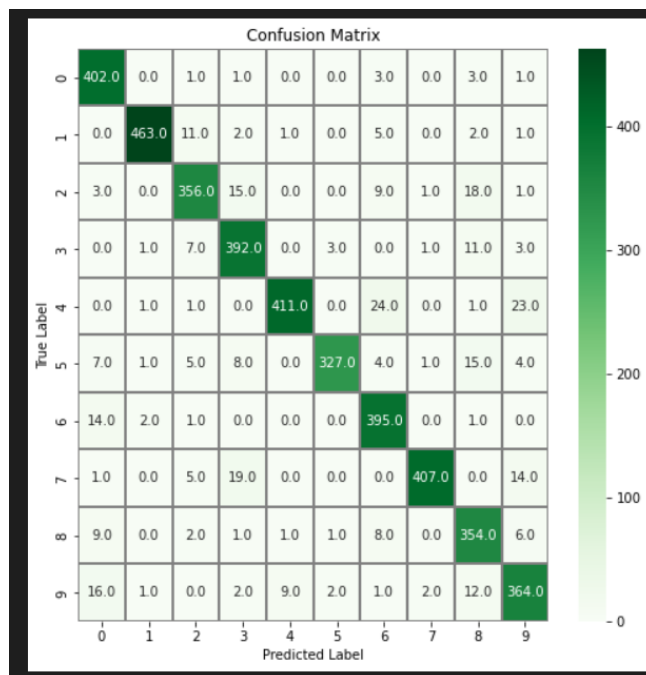 Confusion Matrix
0 402.0 0.0 1.0 1.0 0.0 0.0 3.0 0.0 3.0 1.0
1 0.0 463.0 11.0 2.0 1.0 0.0 5.0 0.0 2.0 1.0
2 3.0 0.0 356.0 15.0 0.0 0.0 9.0 1.0 18.0 1.0
3 0.0 1.0 7.0 392.0 0.0 3.0 0.0 1.0 11.0 3.0
4 0.0 1.0 1.0 0.0 411.0 0.0 24.0 0.0 1.0 23.0
5 7.0 1.0 5.0 8.0 0.0 327.0 4.0 1.0 15.0 4.0
6 14.0 2.0 1.0 0.0 0.0 0.0 395.0 0.0 1.0 0.0
7 1.0 0.0 5.0 19.0 0.0 0.0 0.0 407.0 0.0 14.0
8 9.0 0.0 2.0 1.0 1.0 1.0 8.0 0.0 354.0 6.0
9 16.0 1.0 0.0 2.0 9.0 2.0 1.0 2.0 12.0 364.0
0 1 2 3 4 5 6 7 8 9
Predicted Label
True Label
400
300
200
100
0